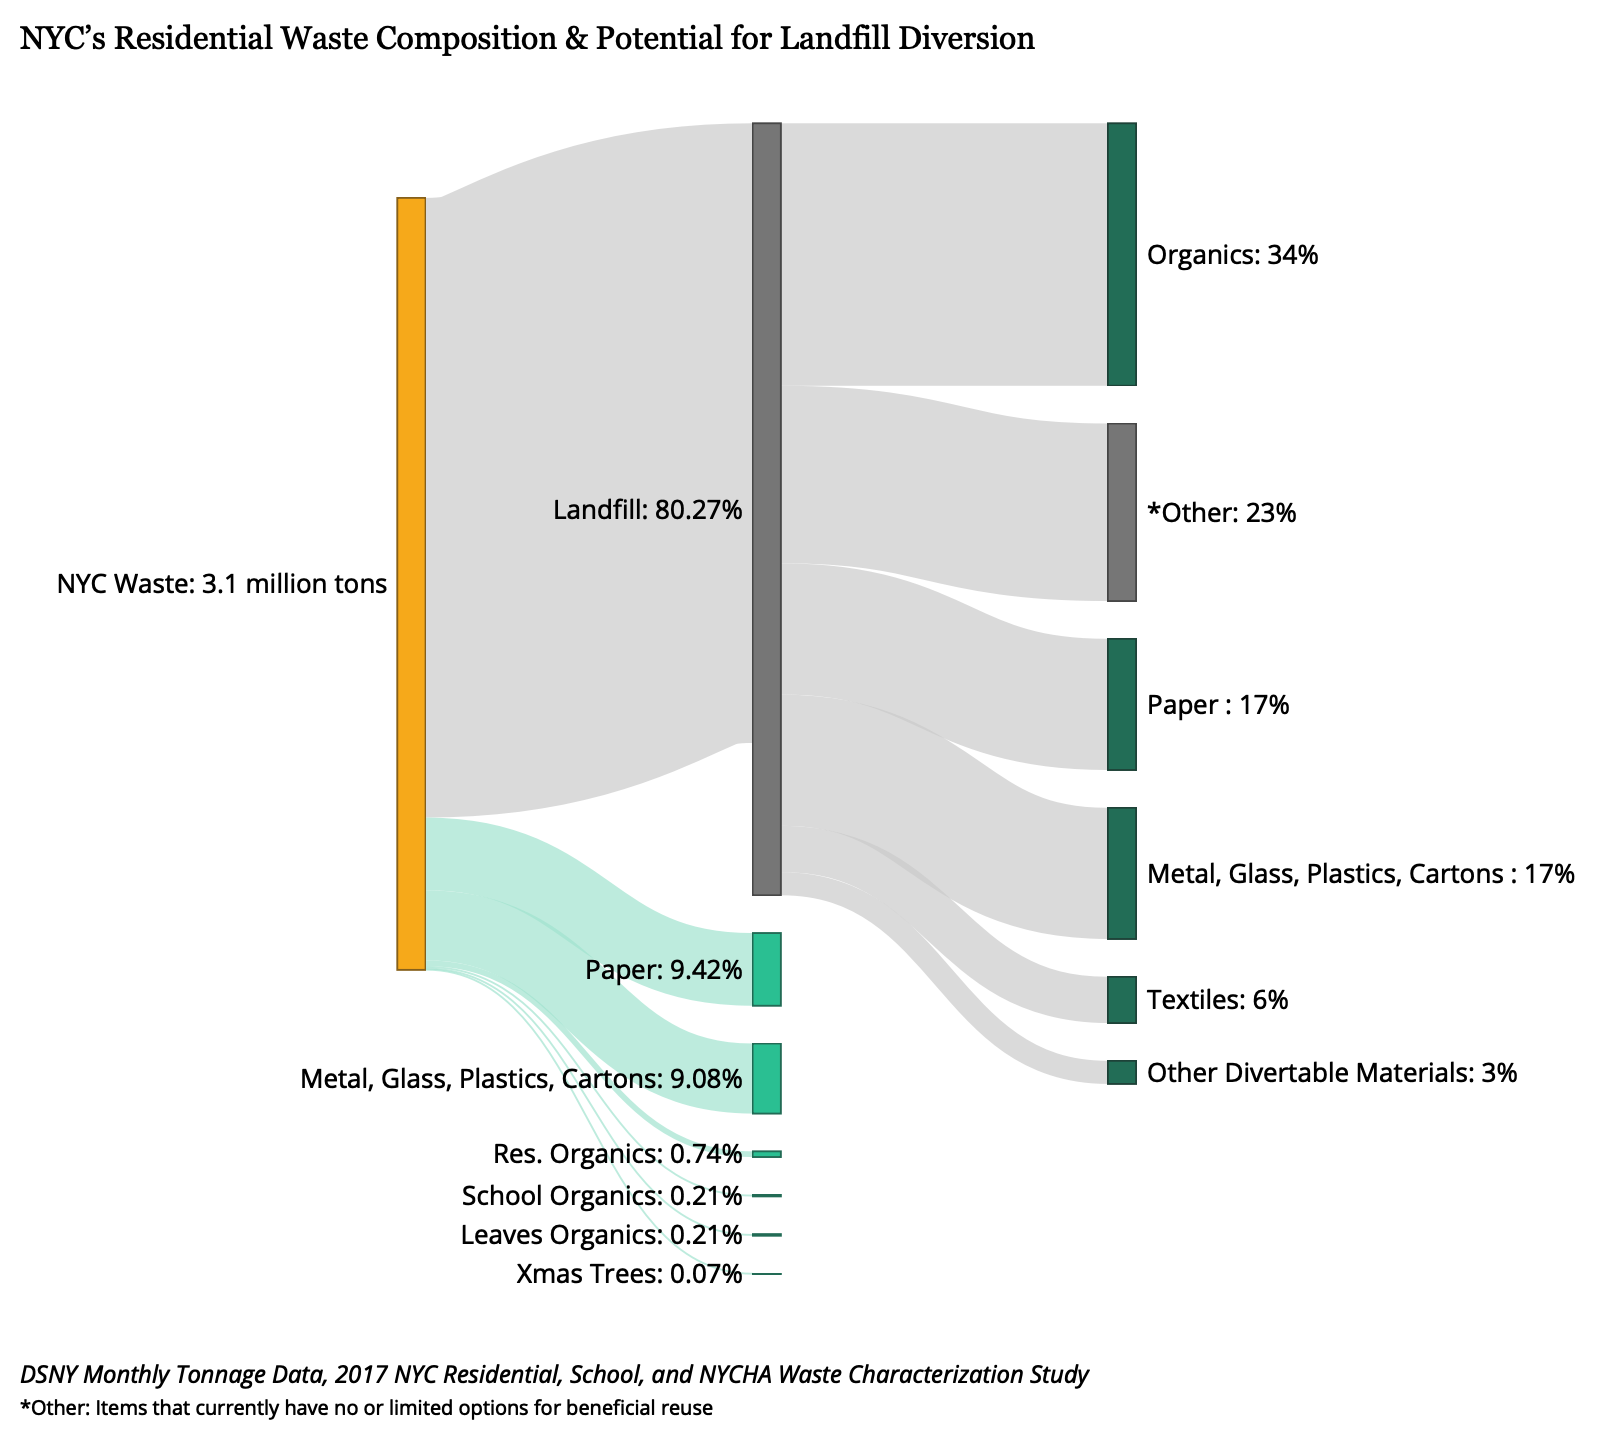 NYC’s Residential Waste Composition & Potential for Landfill Diversion
Organics: 34%
Landfill: 80.27%
*Other: 23%
NYC Waste: 3.1 million tons
Paper : 17%
Metal, Glass, Plastics, Cartons : 17%
Paper: 9.42%
Textiles: 6%
Metal, Glass, Plastics, Cartons: 9.08%
Other Divertable Materials: 3%
Res. Organics: 0.74%
School Organics: 0.21%
Leaves Organics: 0.21%
Xmas Trees: 0.07%
DSNY Monthly Tonnage Data, 2017 NYC Residential, School, and NYCHA Waste Characterization Study
*Other: Items that currently have no or limited options for beneficial reuse